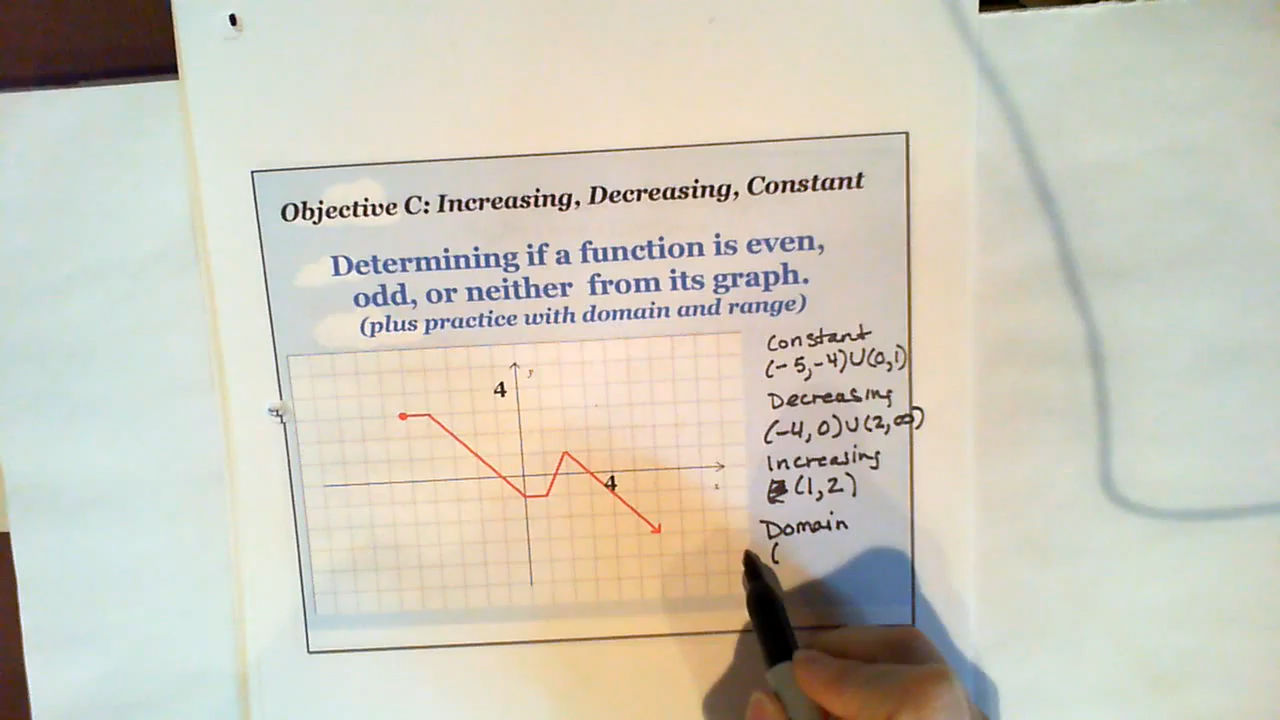 Objective C: Increasing, Decreasing, Constant
Determining if a function is even,
odd, or neither from its graph.
(plus practice with domain and range)
Constant
(-5,-4)∪(0,1)
Decreasing
(-4,0)∪(2,∞)
Increasing
(1,2)
Domain
(
4
y
4
x